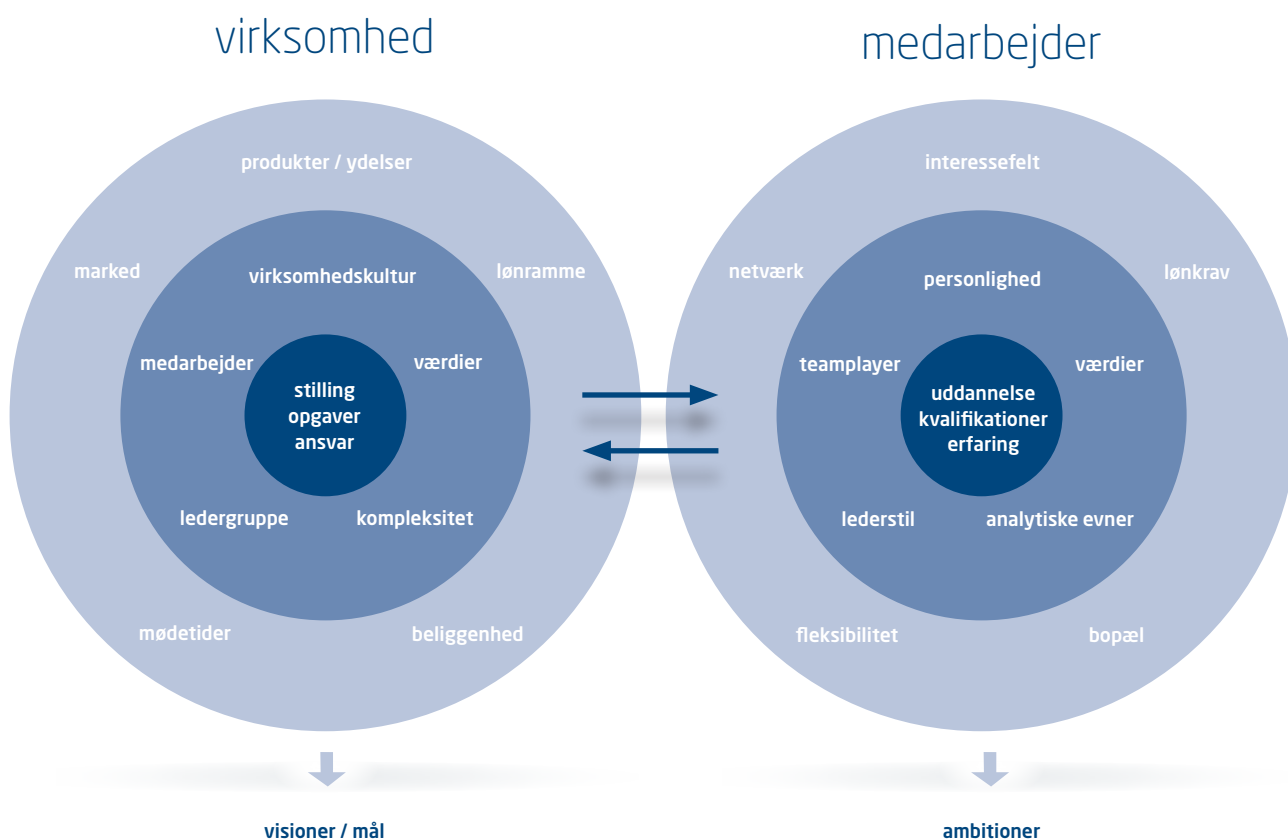 virksomhed
produkter / ydelser
marked
lønramme
virksomhedskultur
medarbejder
værdier
stilling
opgaver
ansvar
ledergruppe
kompleksitet
mødetider
beliggenhed
visioner / mål
medarbejder
interessefelt
netværk
lønkrav
personlighed
teamplayer
værdier
uddannelse
kvalifikationer
erfaring
lederstil
analytiske evner
fleksibilitet
bopæl
ambitioner